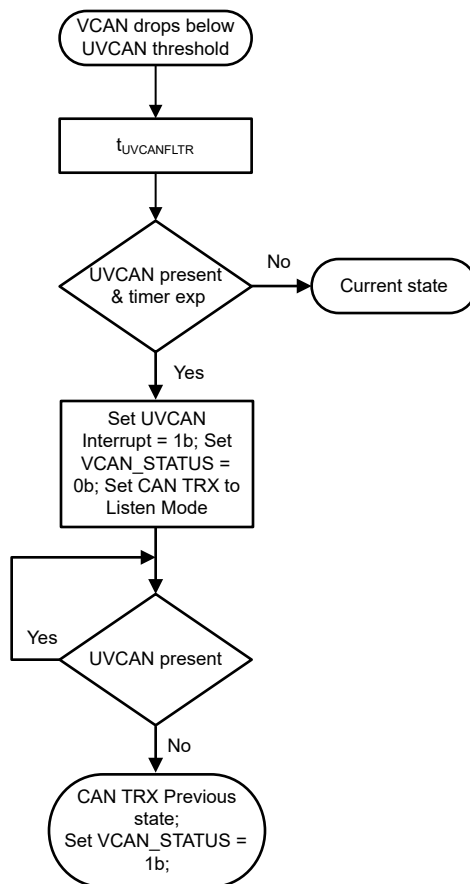 VCAN drops below
UVCAN threshold
tUVCANFLTR
UVCAN present
& timer exp
No
Current state
Yes
Set UVCAN
Interrupt = 1b; Set
VCAN_STATUS =
0b; Set CAN TRX to
Listen Mode
Yes
UVCAN present
No
CAN TRX Previous
state;
Set VCAN_STATUS =
1b;